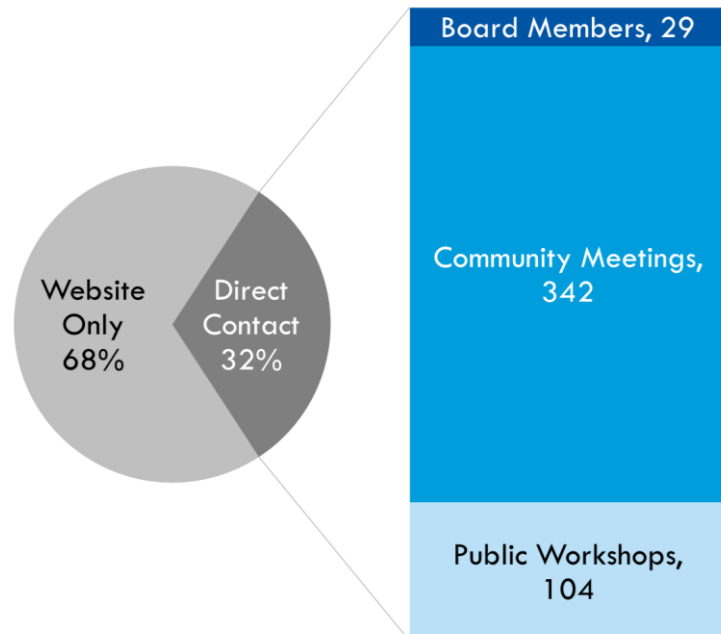 Board Members, 29
Website
Only
68%
Direct
Contact
32%
Community Meetings,
342
Public Workshops,
104